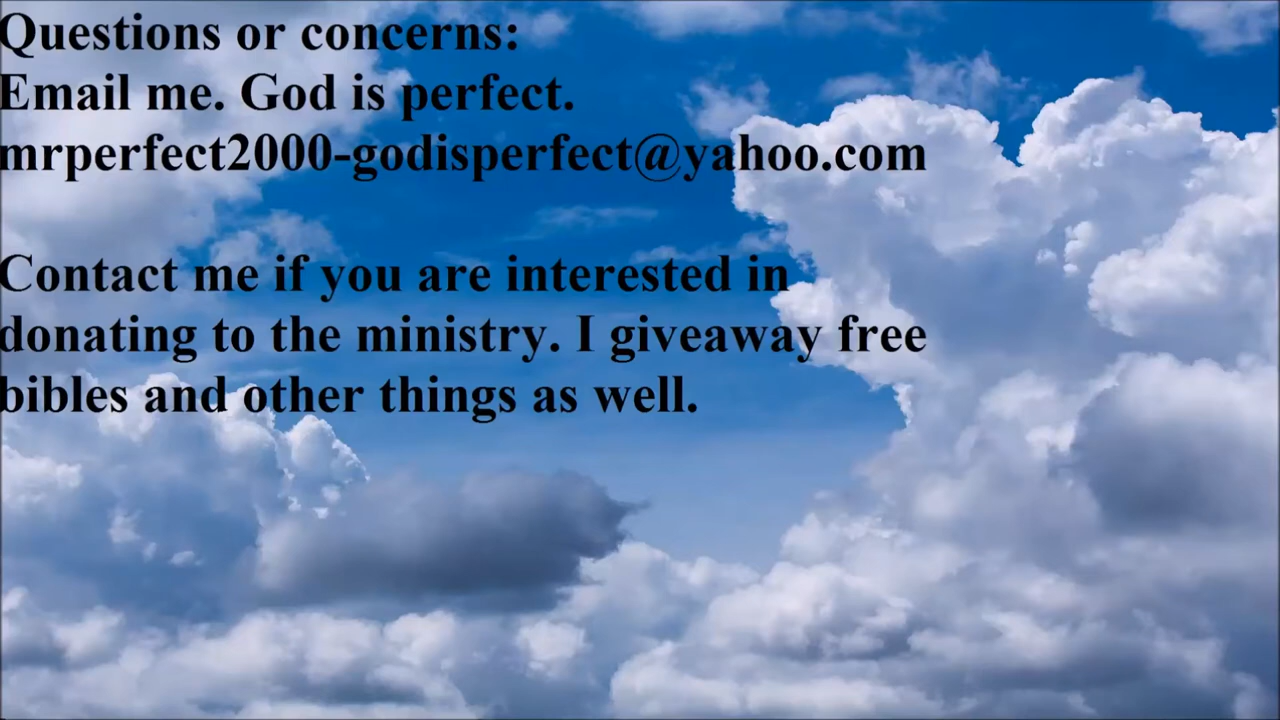 Questions or concerns:
Email me. God is perfect.
mrperfect2000-godisperfect@yahoo.com
Contact me if you are interested in
donating to the ministry. I giveaway free
bibles and other things as well.